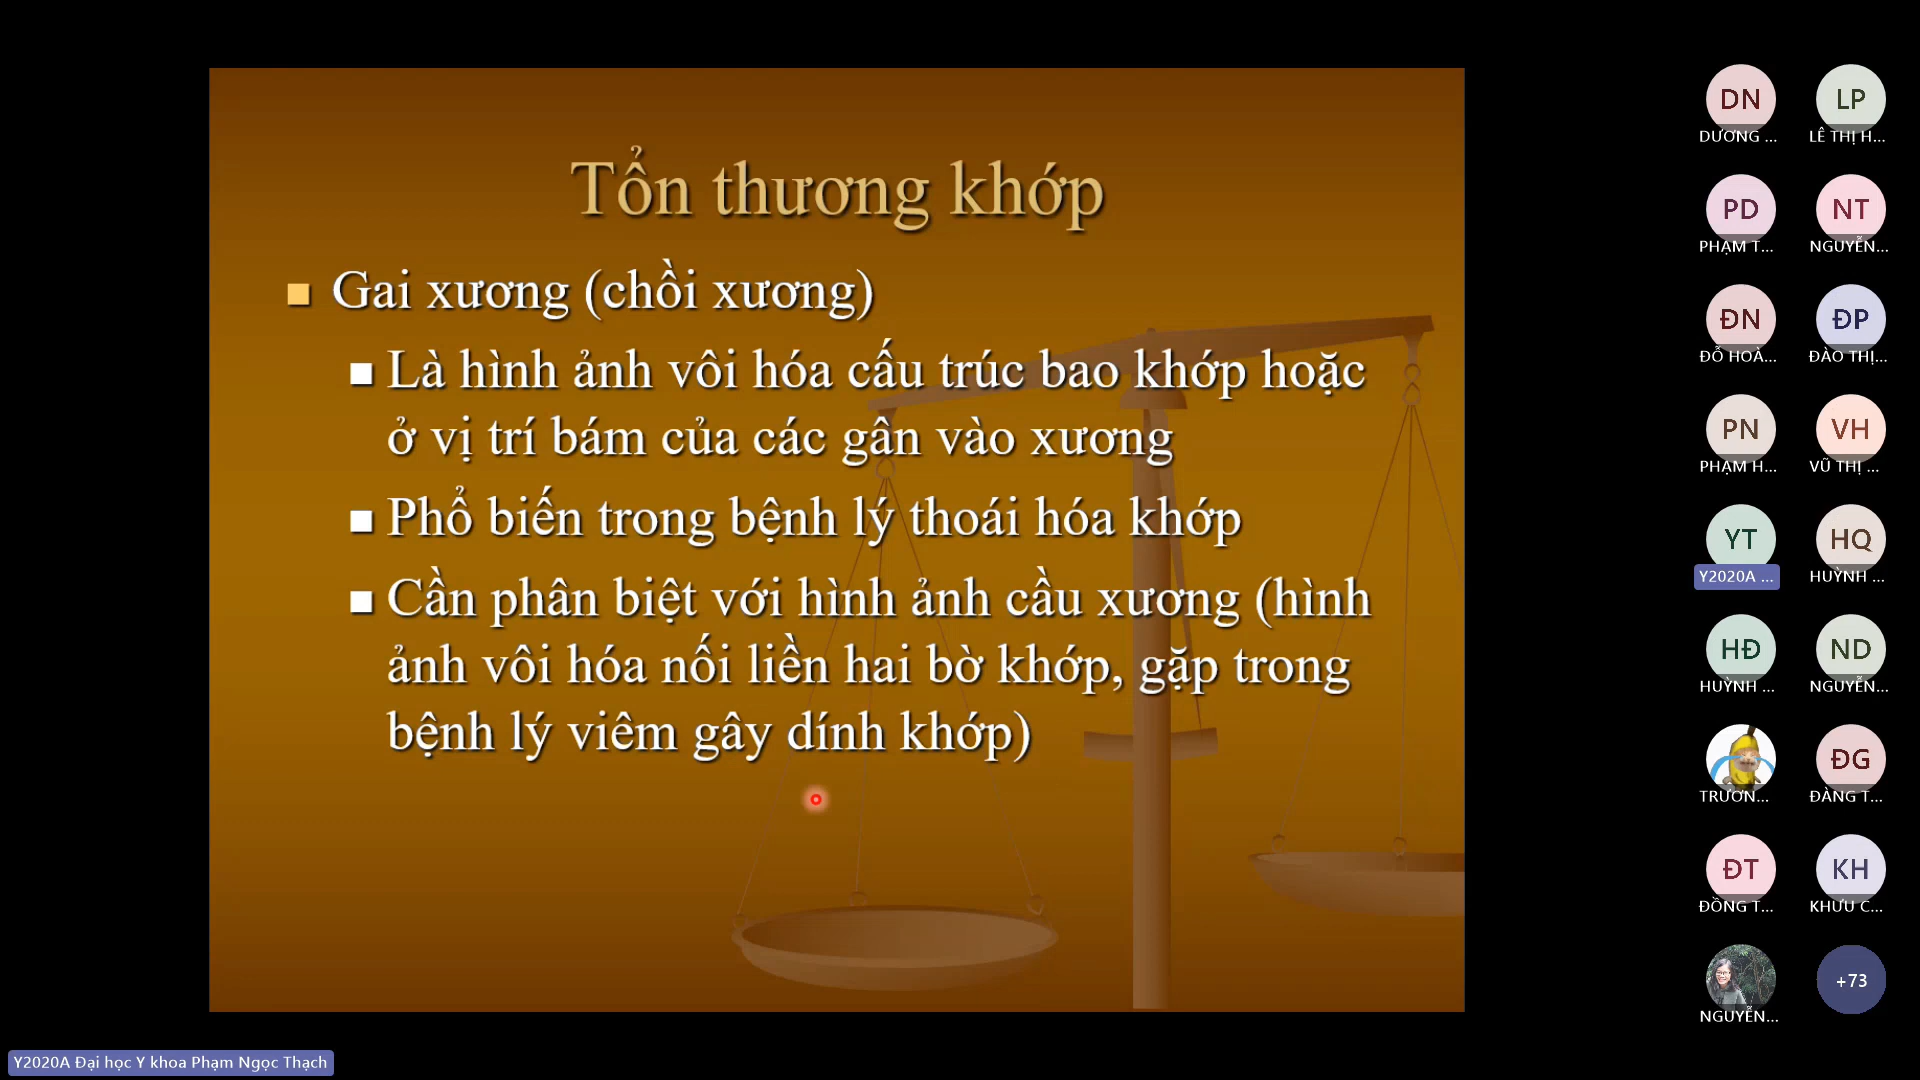 Tổn thương khớp
Gai xương (chồi xương)
Là hình ảnh vôi hóa cấu trúc bao khớp hoặc
ở vị trí bám của các gân vào xương
Phổ biến trong bệnh lý thoái hóa khớp
Cần phân biệt với hình ảnh cầu xương (hình
ảnh vôi hóa nối liền hai bờ khớp, gặp trong
bệnh lý viêm gây dính khớp)
DN
DƯƠNG ...
LP
LÊ THỊ H...
PD
PHẠM T...
NT
NGUYỄN...
ĐN
ĐỖ HOÀ...
ĐP
ĐÀO THỊ...
PN
PHẠM H...
VH
VŨ THỊ ...
YT
Y2020A ...
HQ
HUỲNH ...
HĐ
HUỲNH ...
ND
NGUYỄN...
TRƯƠN...
ĐG
ĐÀNG T...
ĐT
ĐỒNG T...
KH
KHƯU C...
NGUYỄN...
+73
Y2020A Đại học Y khoa Phạm Ngọc Thạch